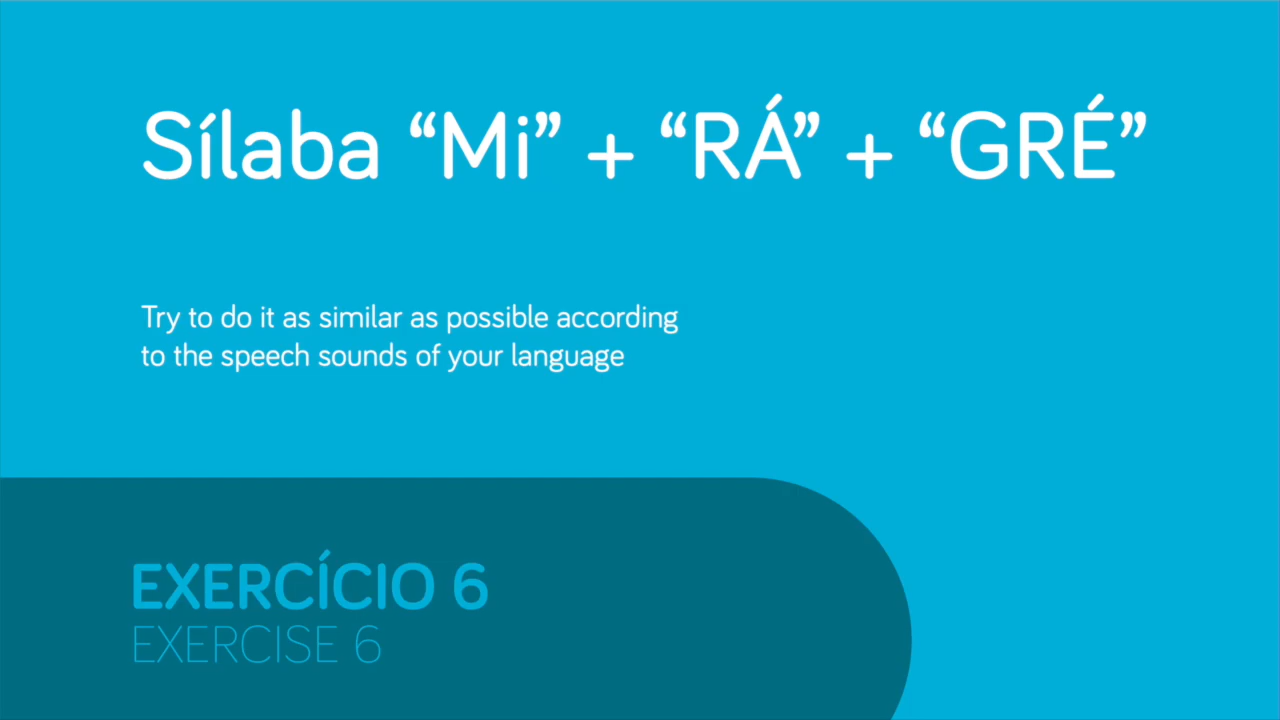 Sílaba “Mi” + “RÁ” + “GRÉ”
Try to do it as similar as possible according
to the speech sounds of your language
EXERCÍCIO 6
EXERCISE 6